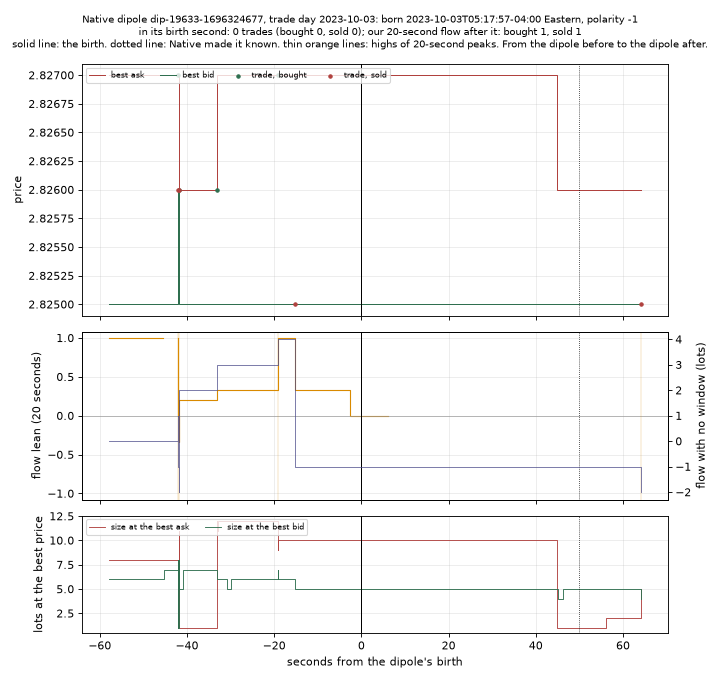 Native dipole dip-19633-1696324677, trade day 2023-10-03: born 2023-10-03T05:17:57-04:00 Eastern, polarity -1
in its birth second: 0 trades (bought 0, sold 0); our 20-second flow after it: bought 1, sold 1
solid line: the birth. dotted line: Native made it known. thin orange lines: highs of 20-second peaks. From the dipole before to the dipole after.
best ask best bid trade, bought trade, sold
2.82700
2.82675
2.82650
2.82625
2.82600
2.82575
2.82550
2.82525
2.82500
price
1.0
0.5
0.0
−0.5
−1.0
flow lean (20 seconds)
4
3
2
1
0
−1
−2
flow with no window (lots)
size at the best ask size at the best bid
12.5
10.0
7.5
5.0
2.5
lots at the best price
−60 −40 −20 0 20 40 60
seconds from the dipole's birth